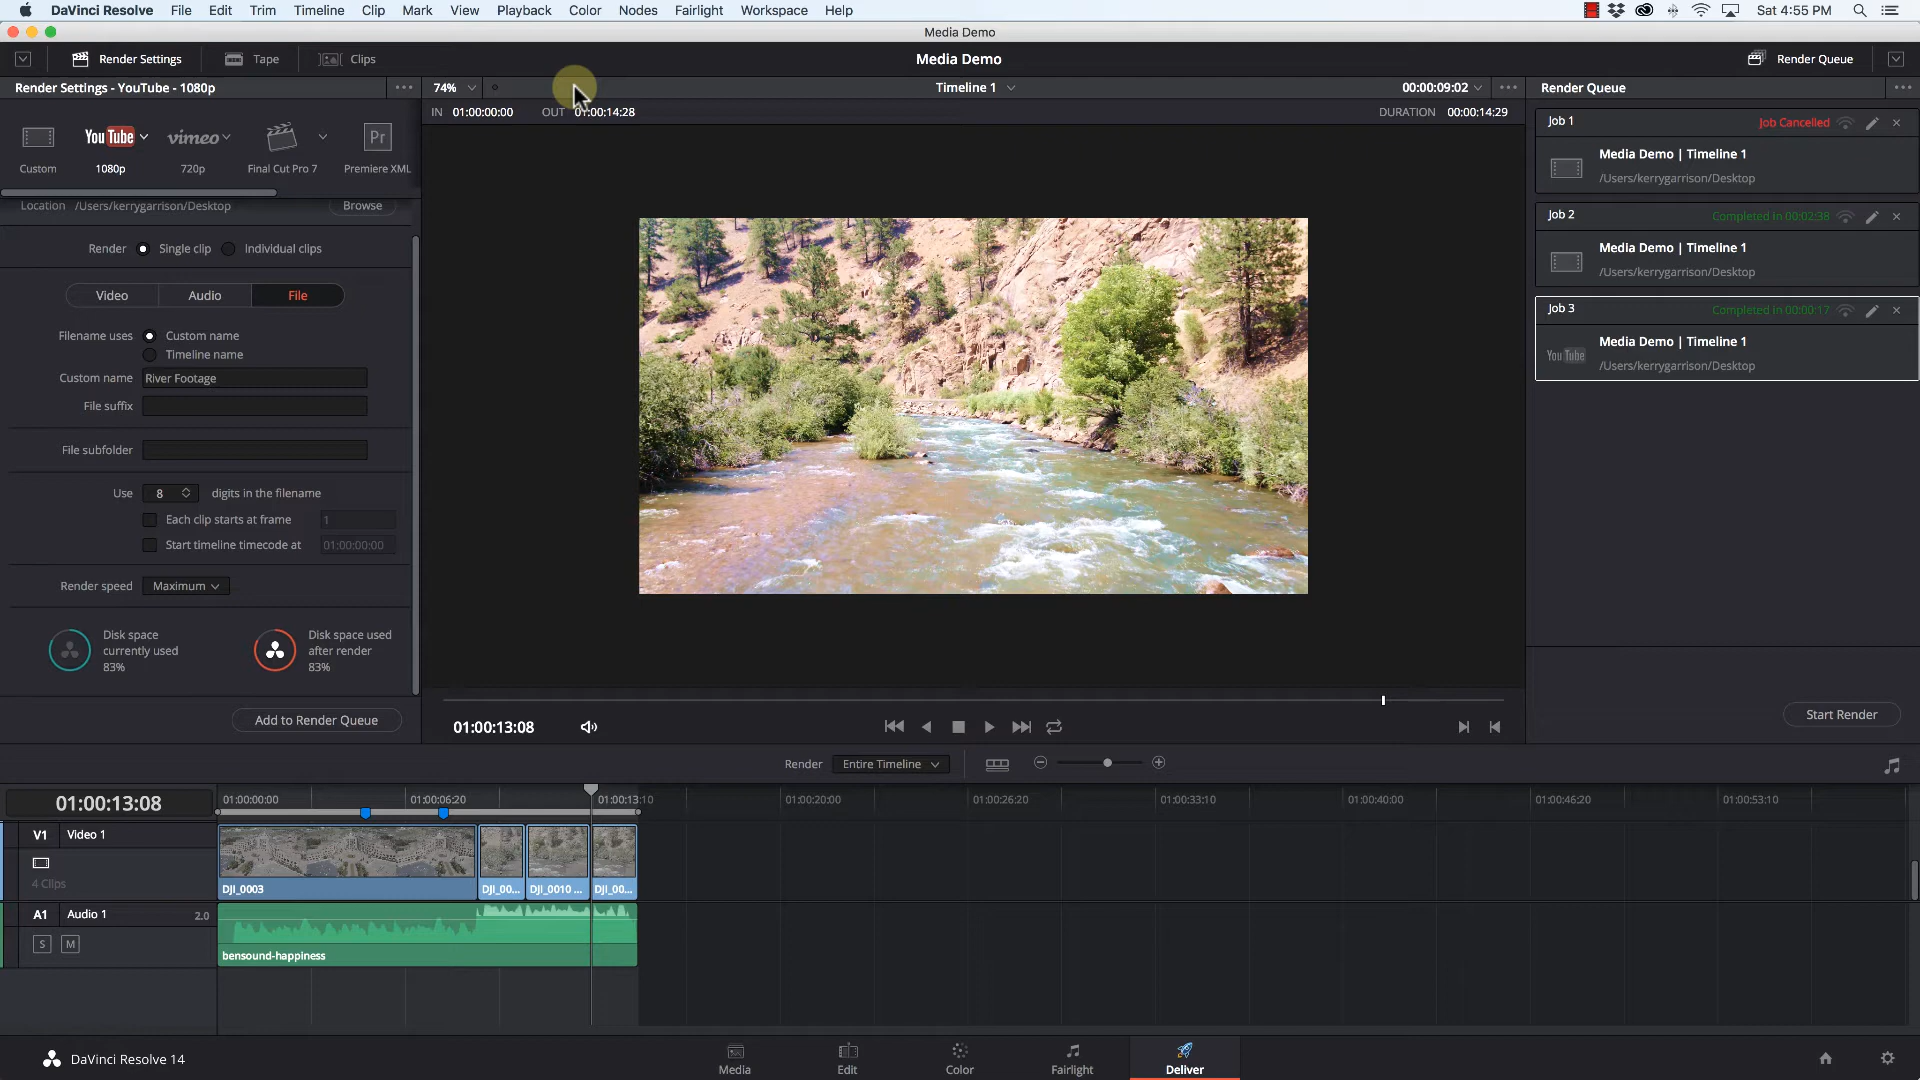 DaVinci Resolve File Edit Trim Timeline Clip Mark View Playback Color Nodes Fairlight Workspace Help Sat 4:55 PM
Media Demo
Render Settings Tape Clips Media Demo Render Queue
Render Settings - YouTube - 1080p 74% Timeline 1 00:00:09:02 Render Queue
IN 01:00:00:00 OUT 01:00:14:28 DURATION 00:00:14:29
You Tube vimeo Pr
Custom 1080p 720p Final Cut Pro 7 Premiere XML
Location /Users/kerrygarrison/Desktop Browse
Render Single clip Individual clips
Video Audio File
Filename uses Custom name
Timeline name
Custom name River Footage
File suffix
File subfolder
Use 8 digits in the filename
Each clip starts at frame 1
Start timeline timecode at 01:00:00:00
Render speed Maximum
Disk space currently used 83%
Disk space used after render 83%
Add to Render Queue
Job 1 Job Cancelled
Media Demo | Timeline 1
/Users/kerrygarrison/Desktop
Job 2 Completed in 00:02:38
Media Demo | Timeline 1
/Users/kerrygarrison/Desktop
Job 3 Completed in 00:00:17
You Tube Media Demo | Timeline 1
/Users/kerrygarrison/Desktop
Start Render
01:00:13:08
Render Entire Timeline
01:00:13:08 01:00:00:00 01:00:06:20 01:00:13:10 01:00:20:00 01:00:26:20 01:00:33:10 01:00:40:00 01:00:46:20 01:00:53:10
V1 Video 1
4 Clips
DJI_0003 DJI_00... DJI_0010 ... DJI_00...
A1 Audio 1 2.0
S M
bensound-happiness
DaVinci Resolve 14 Media Edit Color Fairlight Deliver